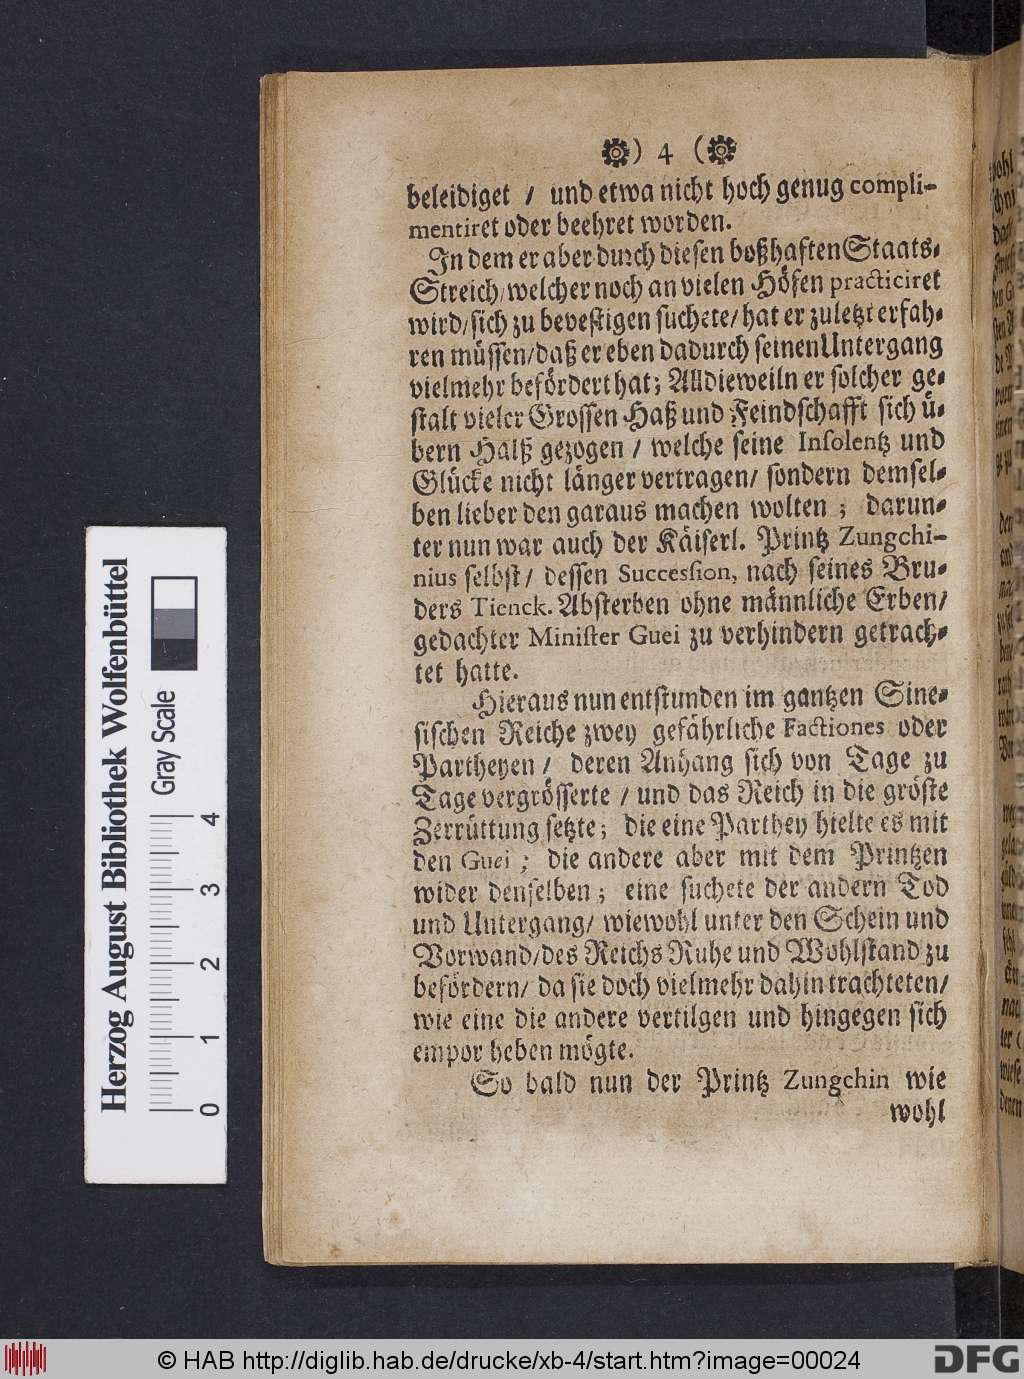 ) 4 (
beleidiget / und etwa nicht hoch genug compli-
mentiret oder beehret worden.
In dem er aber durch diesen boßhaften Staats-
Streich/welcher noch an vielen Höfen practiciret
wird/sich zu bevestigen suchete/hat er zuletzt erfah-
ren müssen/daß er eben dadurch seinen Untergang
vielmehr befördert hat; Alldieweiln er solcher ge-
stalt vieler Grossen Haß und Feindschafft sich ü-
bern Halß gezogen / welche seine Insolentz und
Glücke nicht länger vertragen/ sondern demsel-
ben lieber den garaus machen wolten ; darun-
ter nun war auch der Käiserl. Printz Zungchi-
nius selbst/ dessen Succession, nach seines Bru-
ders Tienck. Absterben ohne männliche Erben/
gedachter Minister Guei zu verhindern getrach-
tet hatte.
Hieraus nun entstunden im gantzen Sine-
sischen Reiche zwey gefährliche Factiones oder
Partheyen / deren Anhang sich von Tage zu
Tage vergrösserte / und das Reich in die gröste
Zerrüttung setzte; die eine Parthey hielte es mit
den Guei ; die andere aber mit dem Printzen
wider denselben ; eine suchete der andern Tod
und Untergang/ wiewohl unter den Schein und
Vorwand/des Reichs Ruhe und Wohlstand zu
befördern/ da sie doch vielmehr dahin trachteten/
wie eine die andere vertilgen und hingegen sich
empor heben mögte.
So bald nun der Printz Zungchin wie
wohl
Herzog August Bibliothek Wolfenbüttel
Gray Scale
0 1 2 3 4
© HAB http://diglib.hab.de/drucke/xb-4/start.htm?image=00024
DFG